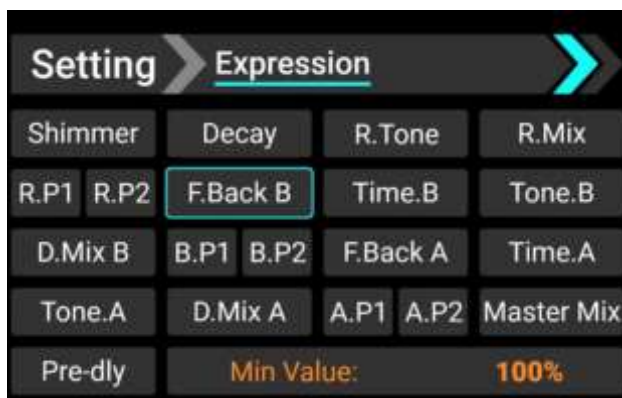 Setting Expression
Shimmer Decay R.Tone R.Mix
R.P1 R.P2 F.Back B Time.B Tone.B
D.Mix B B.P1 B.P2 F.Back A Time.A
Tone.A D.Mix A A.P1 A.P2 Master Mix
Pre-dly Min Value: 100%